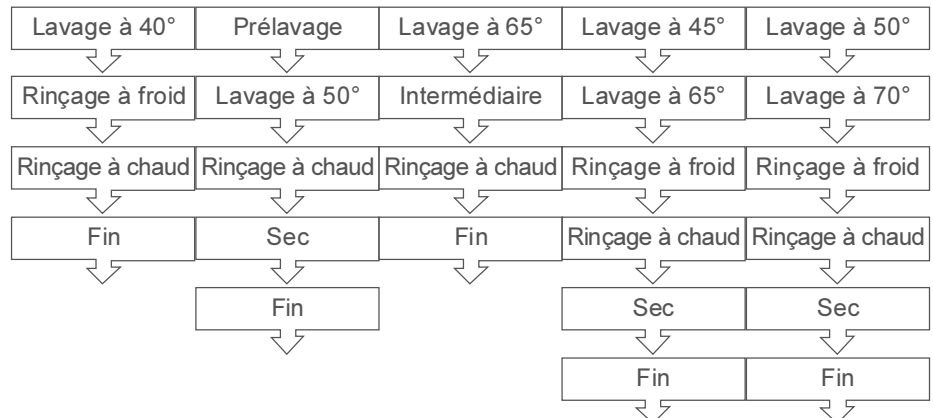 Lavage à 40° Prélavage Lavage à 65° Lavage à 45° Lavage à 50°
Rinçage à froid Lavage à 50° Intermédiaire Lavage à 65° Lavage à 70°
Rinçage à chaud Rinçage à chaud Rinçage à chaud Rinçage à froid Rinçage à froid
Fin Sec Fin Rinçage à chaud Rinçage à chaud
Fin Sec Sec
Fin Fin